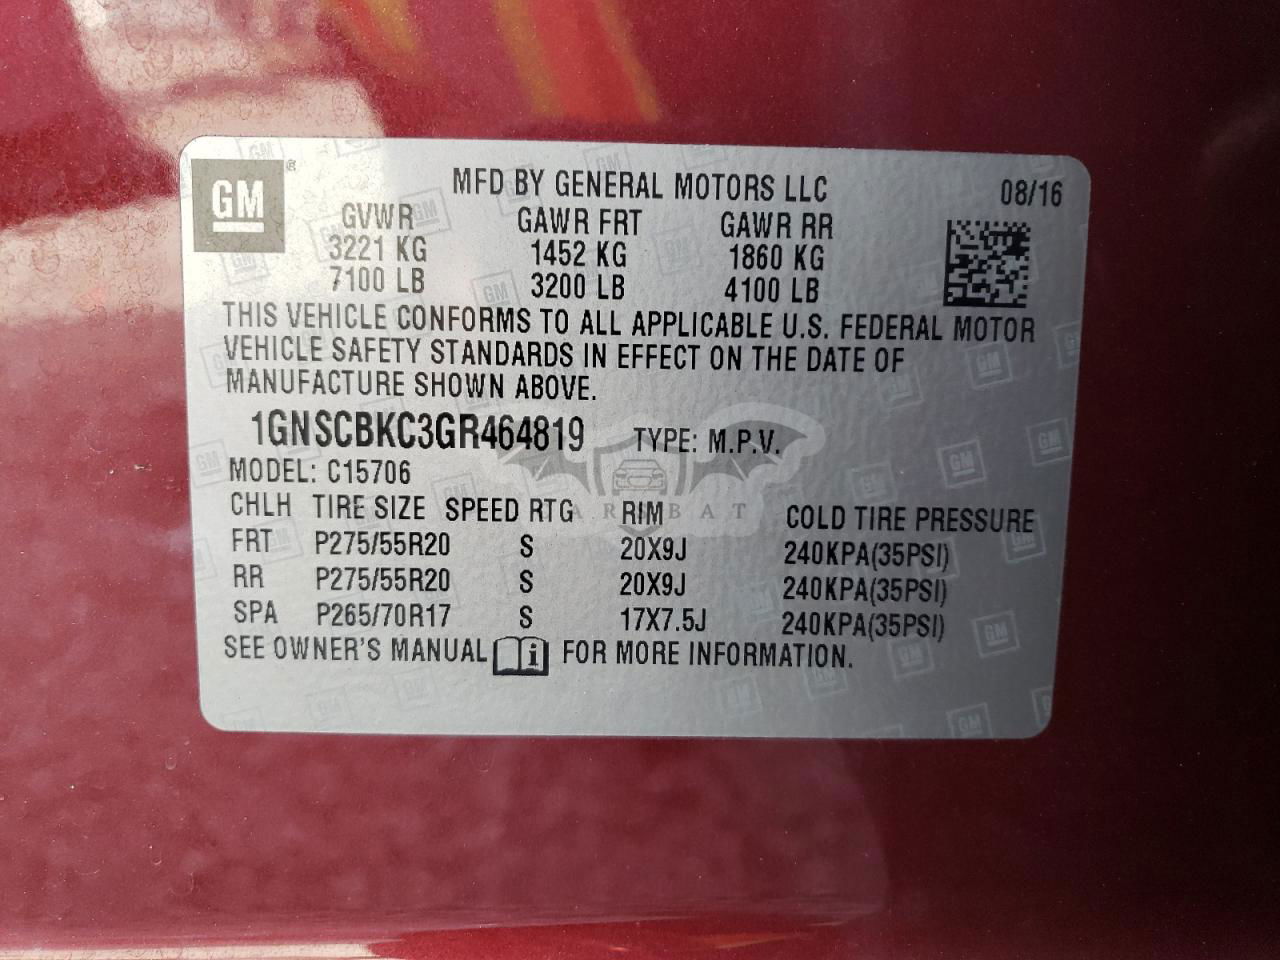 GM ®
MFD BY GENERAL MOTORS LLC 08/16
GVWR GAWR FRT GAWR RR
3221 KG 1452 KG 1860 KG
7100 LB 3200 LB 4100 LB
THIS VEHICLE CONFORMS TO ALL APPLICABLE U.S. FEDERAL MOTOR
VEHICLE SAFETY STANDARDS IN EFFECT ON THE DATE OF
MANUFACTURE SHOWN ABOVE.
1GNSCBKC3GR464819 TYPE: M.P.V.
MODEL: C15706
CHLH TIRE SIZE SPEED RTG RIM COLD TIRE PRESSURE
FRT P275/55R20 S 20X9J 240KPA(35PSI)
RR P275/55R20 S 20X9J 240KPA(35PSI)
SPA P265/70R17 S 17X7.5J 240KPA(35PSI)
SEE OWNER'S MANUAL i FOR MORE INFORMATION.